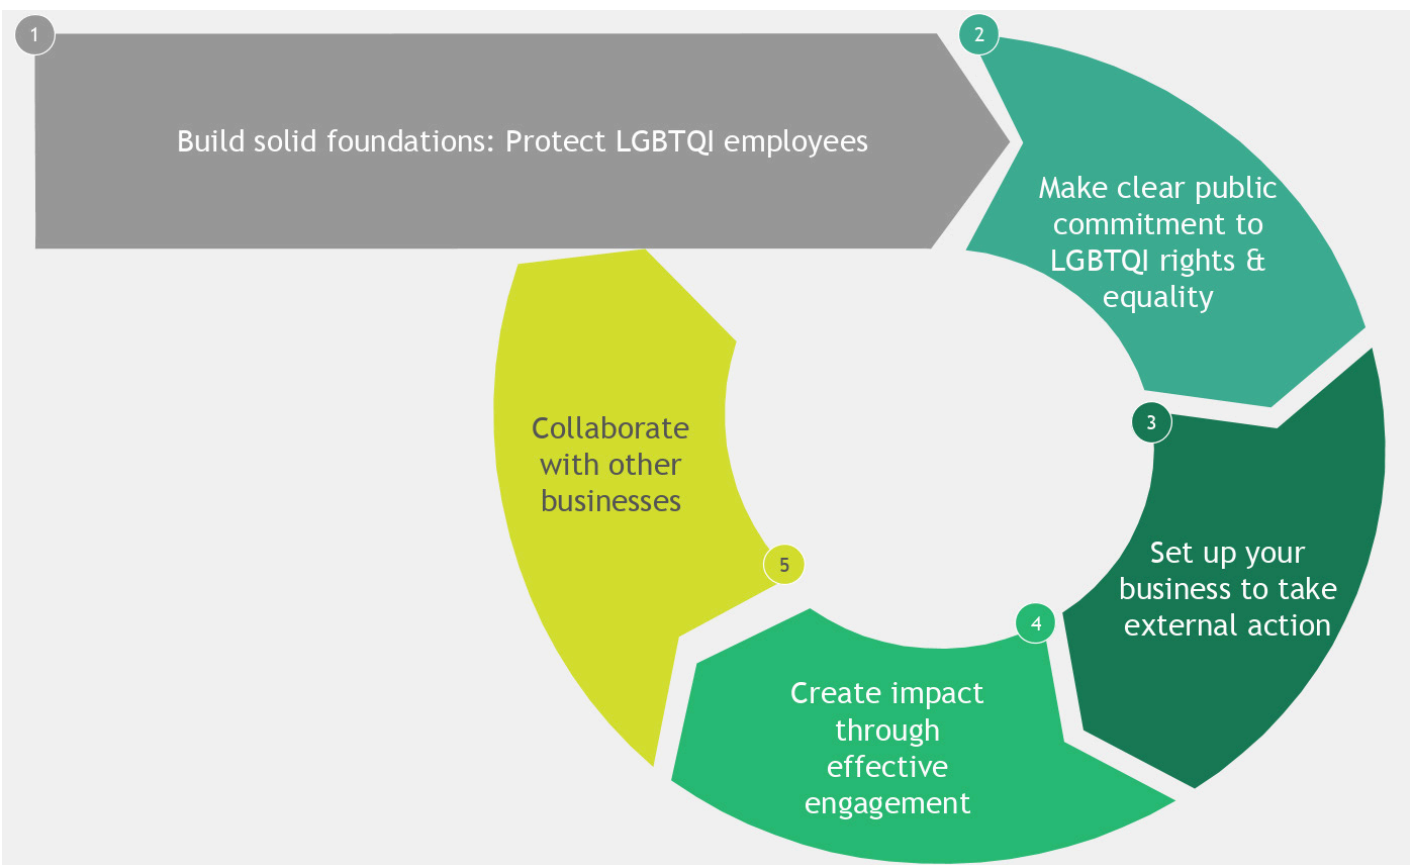 1
Build solid foundations: Protect LGBTQI employees
2
Make clear public
commitment to
LGBTQI rights &
equality
3
Set up your
business to take
external action
4
Create impact
through
effective
engagement
5
Collaborate
with other
businesses